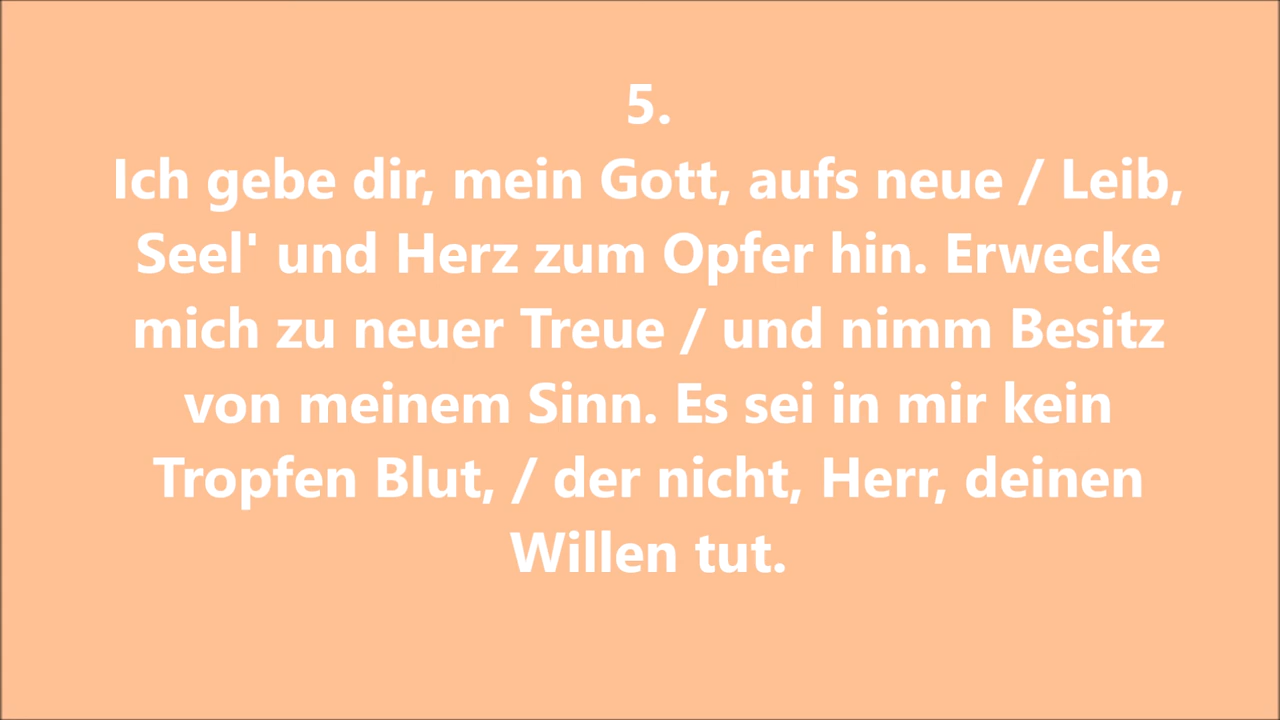 5.
Ich gebe dir, mein Gott, aufs neue / Leib,
Seel' und Herz zum Opfer hin. Erwecke
mich zu neuer Treue / und nimm Besitz
von meinem Sinn. Es sei in mir kein
Tropfen Blut, / der nicht, Herr, deinen
Willen tut.